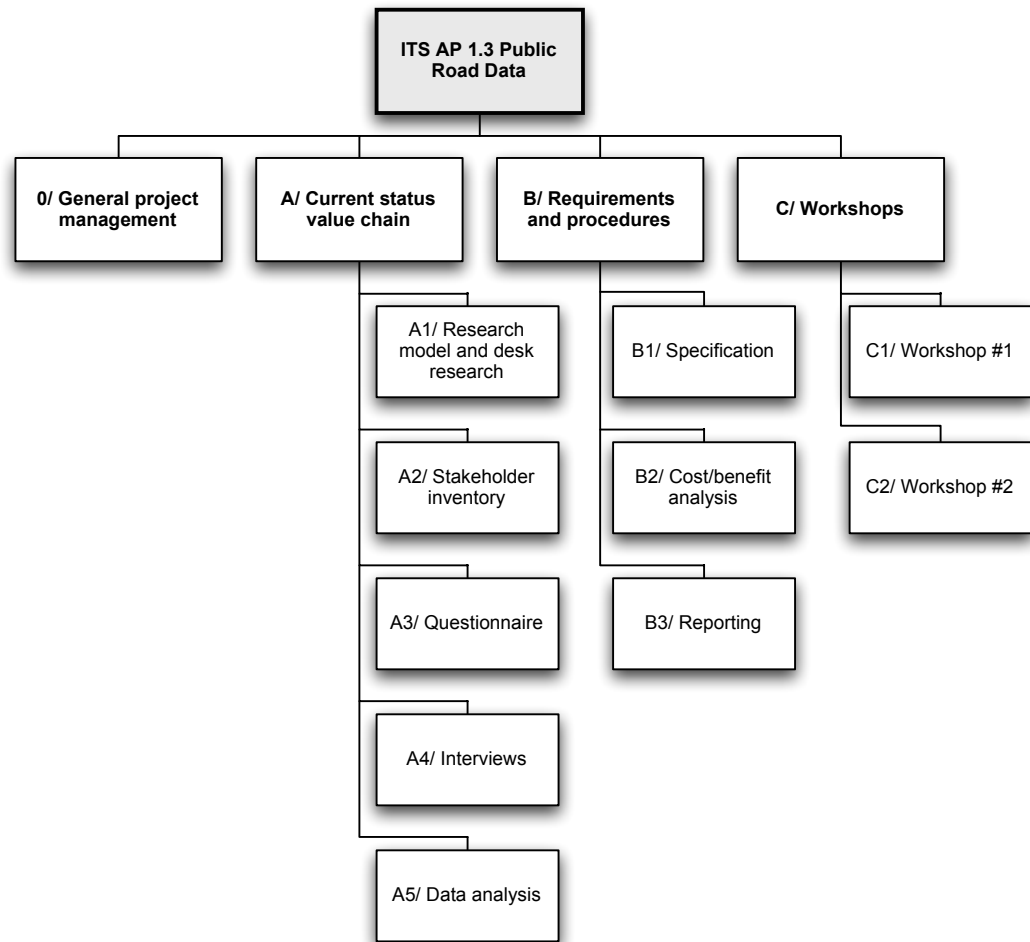 ITS AP 1.3 Public
Road Data
0/ General project
management
A/ Current status
value chain
B/ Requirements
and procedures
C/ Workshops
A1/ Research
model and desk
research
B1/ Specification
C1/ Workshop #1
A2/ Stakeholder
inventory
B2/ Cost/benefit
analysis
C2/ Workshop #2
A3/ Questionnaire
B3/ Reporting
A4/ Interviews
A5/ Data analysis